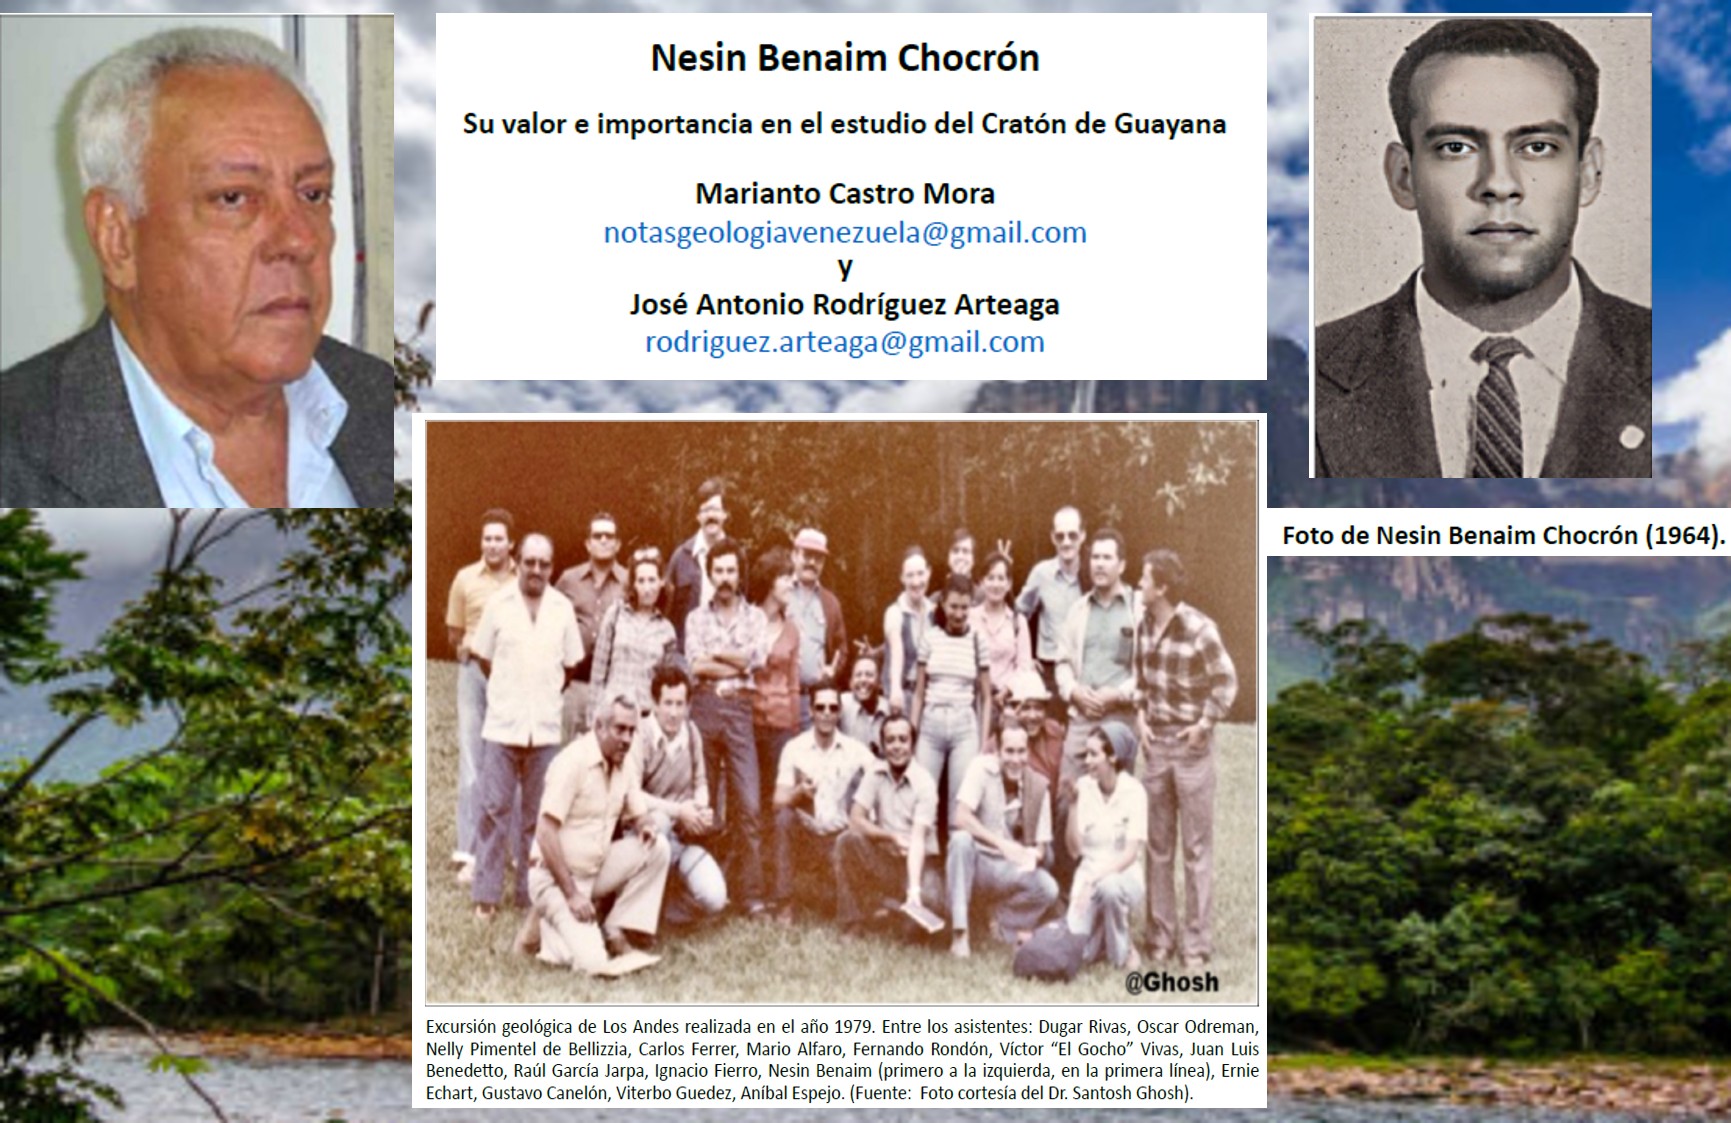 Nesin Benaim Chocrón
Su valor e importancia en el estudio del Cratón de Guayana
Marianto Castro Mora
notasgeologiavenezuela@gmail.com
y
José Antonio Rodríguez Arteaga
rodriguez.arteaga@gmail.com
Foto de Nesin Benaim Chocrón (1964).
@Ghosh
Excursión geológica de Los Andes realizada en el año 1979. Entre los asistentes: Dugar Rivas, Oscar Odreman,
Nelly Pimentel de Bellizzia, Carlos Ferrer, Mario Alfaro, Fernando Rondón, Víctor “El Gocho” Vivas, Juan Luis
Benedetto, Raúl García Jarpa, Ignacio Fierro, Nesin Benaim (primero a la izquierda, en la primera línea), Ernie
Echart, Gustavo Canelón, Viterbo Guedez, Aníbal Espejo. (Fuente: Foto cortesía del Dr. Santosh Ghosh).